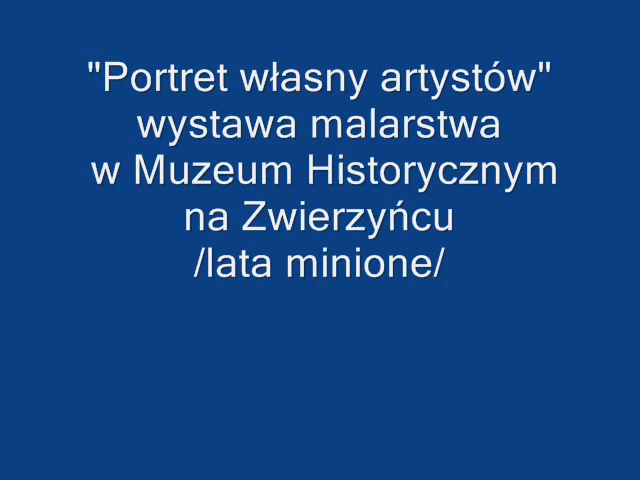 "Portret własny artystów"
wystawa malarstwa
w Muzeum Historycznym
na Zwierzyńcu
/lata minione/